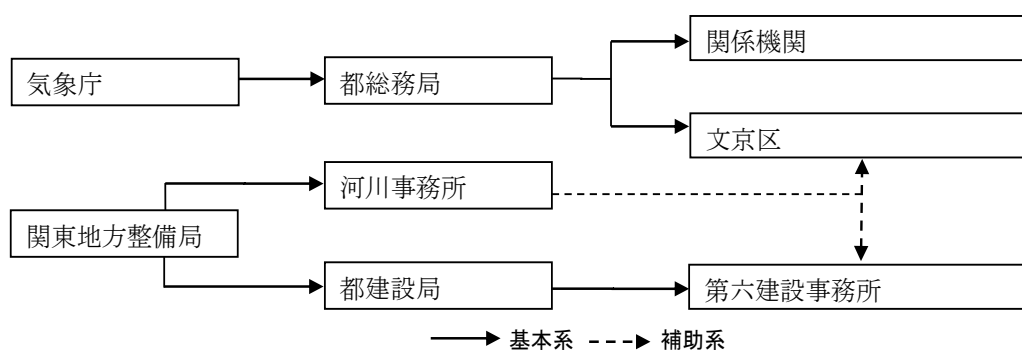 関係機関
気象庁
都総務局
文京区
河川事務所
関東地方整備局
都建設局
第六建設事務所
基本系
補助系